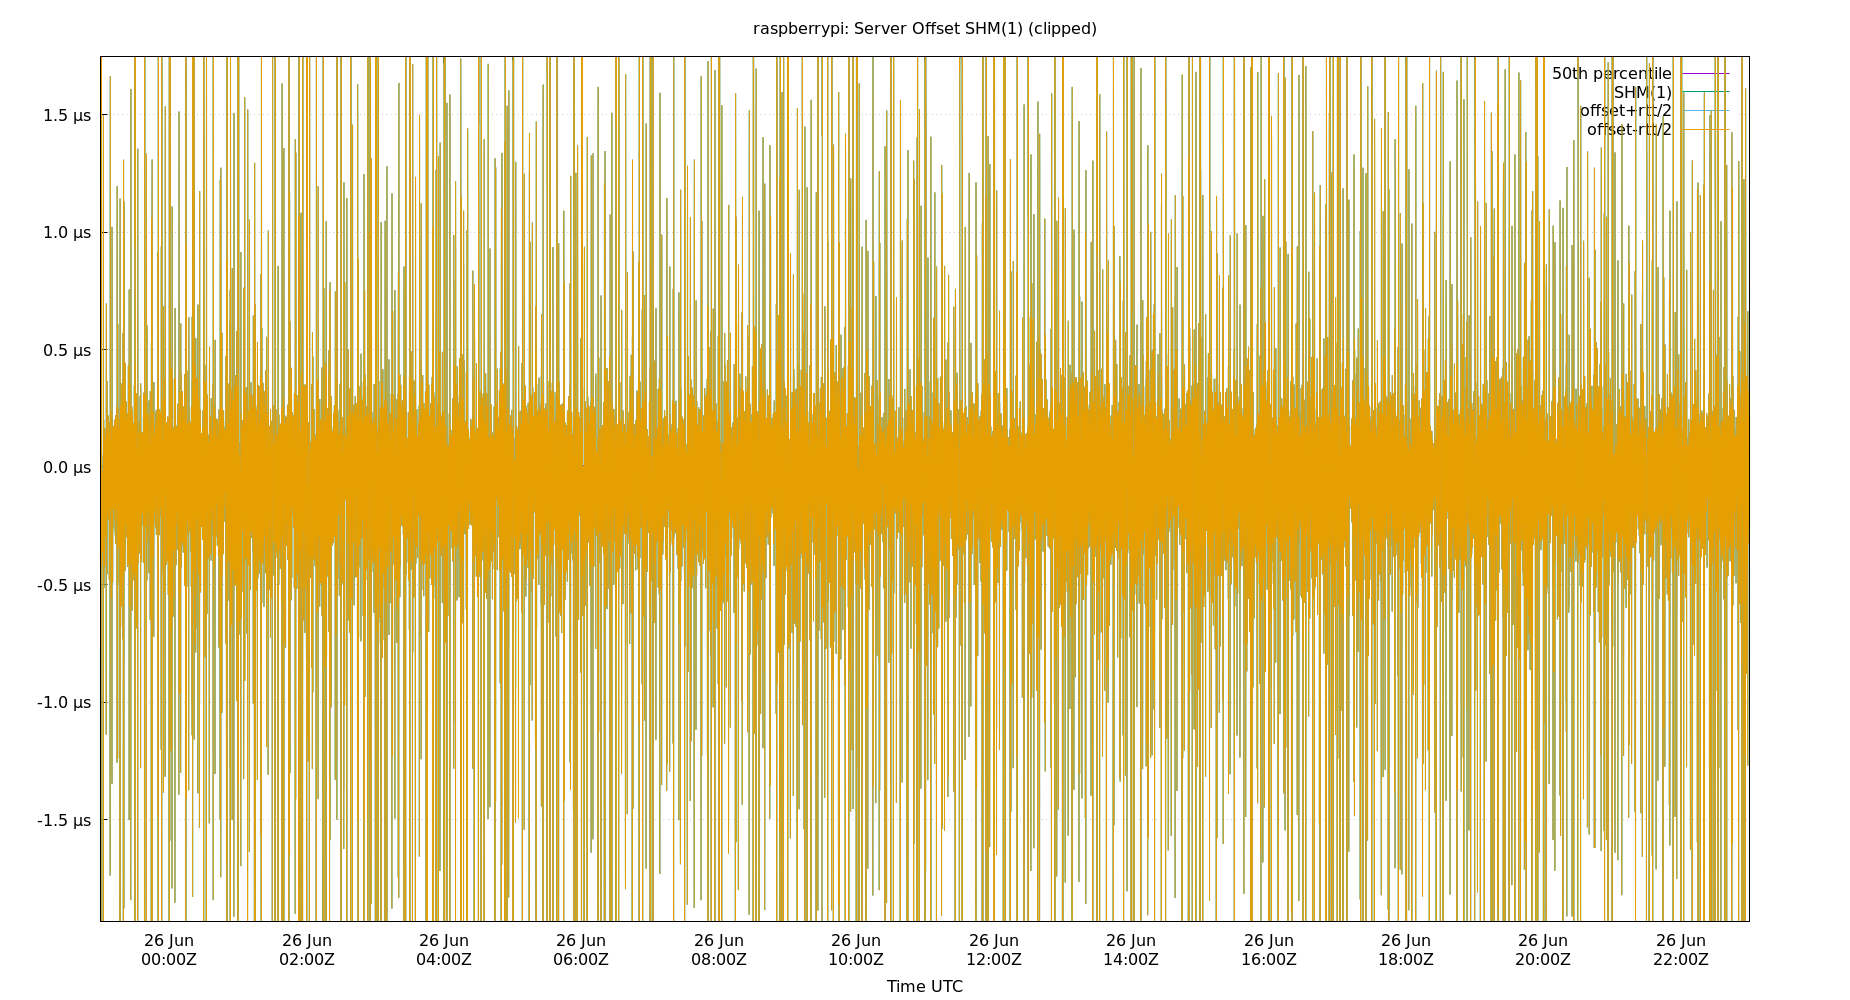 raspberrypi: Server Offset SHM(1) (clipped)
50th percentile
SHM(1)
offset+rtt/2
offset-rtt/2
1.5 µs
1.0 µs
0.5 µs
0.0 µs
-0.5 µs
-1.0 µs
-1.5 µs
26 Jun 26 Jun 26 Jun 26 Jun 26 Jun 26 Jun 26 Jun 26 Jun 26 Jun 26 Jun 26 Jun 26 Jun
00:00Z 02:00Z 04:00Z 06:00Z 08:00Z 10:00Z 12:00Z 14:00Z 16:00Z 18:00Z 20:00Z 22:00Z
Time UTC